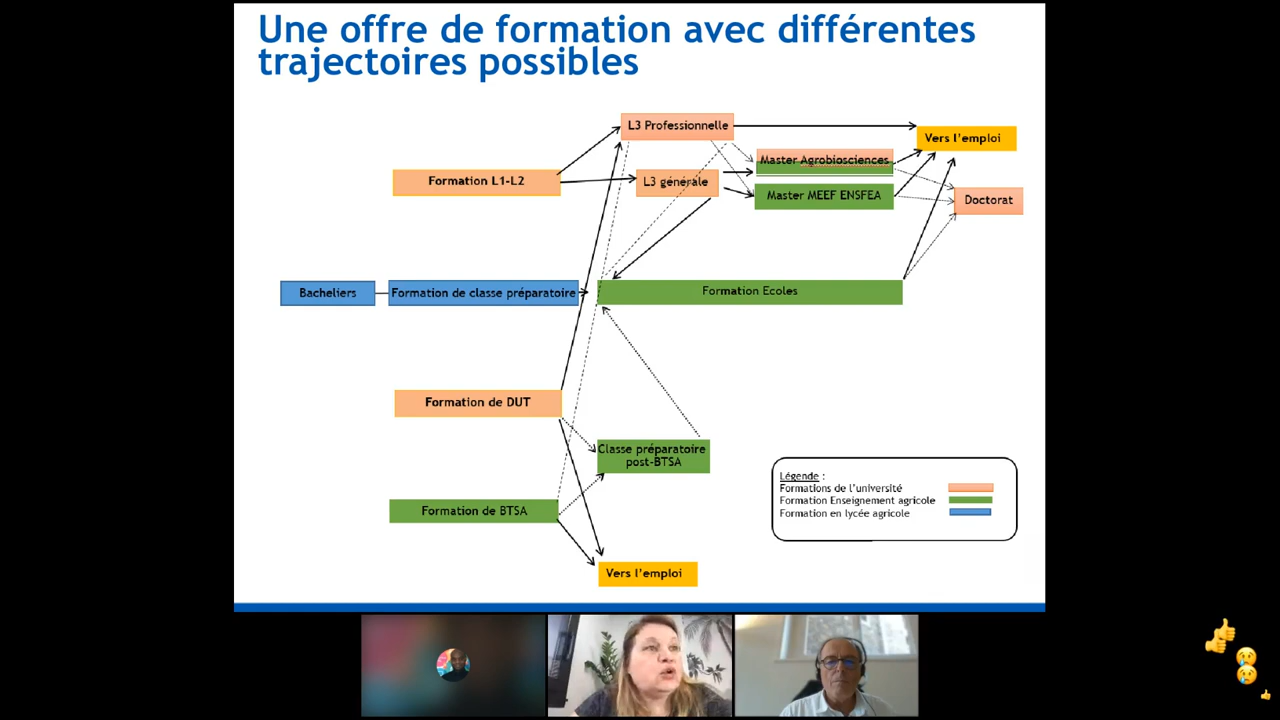 Une offre de formation avec différentes
trajectoires possibles
L3 Professionnelle
Vers l'emploi
Master Agrobiosciences
Formation L1-L2
L3 générale
Master MEEF ENSFEA
Doctorat
Bacheliers
Formation de classe préparatoire
Formation Ecoles
Formation de DUT
Classe préparatoire
post-BTSA
Formation de BTSA
Vers l'emploi
Légende :
Formations de l'université
Formation Enseignement agricole
Formation en lycée agricole